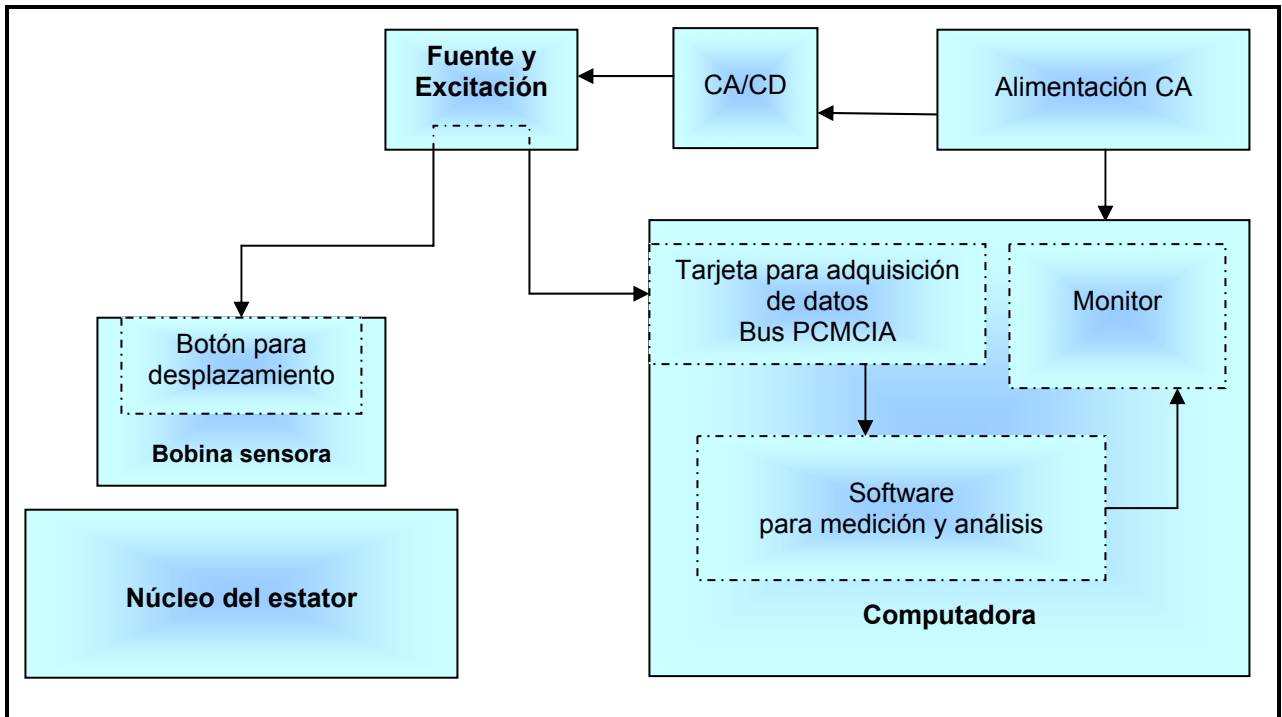 Fuente y
Excitación
CA/CD
Alimentación CA
Tarjeta para adquisición
de datos
Bus PCMCIA
Monitor
Botón para
desplazamiento
Bobina sensora
Software
para medición y análisis
Núcleo del estator
Computadora